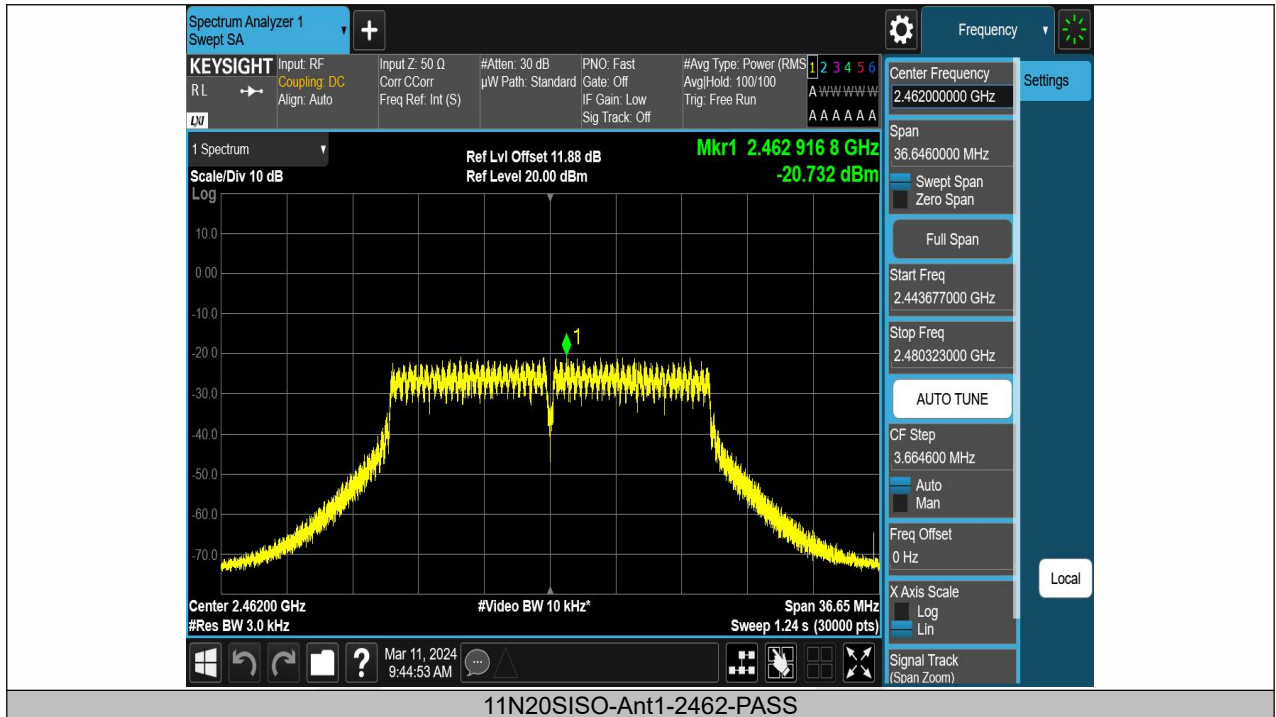 Spectrum Analyzer 1
Swept SA
+
Frequency
KEYSIGHT
RL
LXI
Input: RF
Coupling: DC
Align: Auto
Input Z: 50 Ω
Corr CCorr
Freq Ref: Int (S)
#Atten: 30 dB
µW Path: Standard
PNO: Fast
Gate: Off
IF Gain: Low
Sig Track: Off
#Avg Type: Power (RMS
Avg|Hold: 100/100
Trig: Free Run
1 2 3 4 5 6
A W W W W W
A A A A A A
1 Spectrum
Scale/Div 10 dB
Log
Ref Lvl Offset 11.88 dB
Ref Level 20.00 dBm
Mkr1 2.462 916 8 GHz
-20.732 dBm
10.0
0.00
-10.0
-20.0
-30.0
-40.0
-50.0
-60.0
-70.0
1
Center 2.46200 GHz
#Res BW 3.0 kHz
#Video BW 10 kHz*
Span 36.65 MHz
Sweep 1.24 s (30000 pts)
Center Frequency
2.462000000 GHz
Settings
Span
36.6460000 MHz
Swept Span
Zero Span
Full Span
Start Freq
2.443677000 GHz
Stop Freq
2.480323000 GHz
AUTO TUNE
CF Step
3.664600 MHz
Auto
Man
Freq Offset
0 Hz
Local
X Axis Scale
Log
Lin
Signal Track
(Span Zoom)
?
Mar 11, 2024
9:44:53 AM
11N20SISO-Ant1-2462-PASS